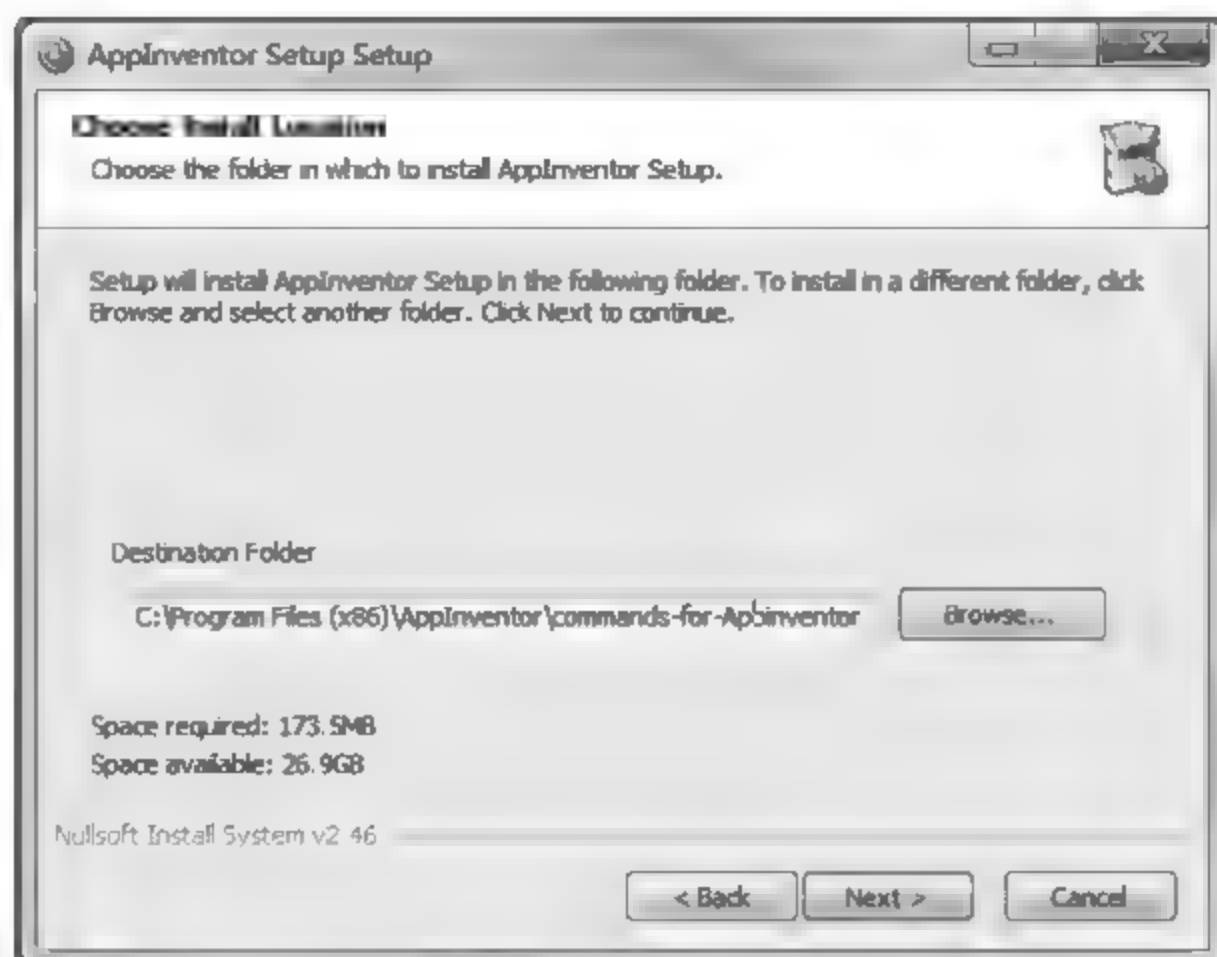 AppInventor Setup Setup
Choose Install Location
Choose the folder in which to install AppInventor Setup.
Setup will install AppInventor Setup in the following folder. To install in a different folder, click
Browse and select another folder. Click Next to continue.
Destination Folder
C:\Program Files (x86)\AppInventor\commands-for-Appinventor
Browse...
Space required: 173.5MB
Space available: 26.9GB
Nullsoft Install System v2.46
< Back
Next >
Cancel